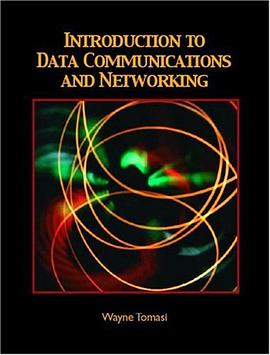 INTRODUCTION TO
DATA COMMUNICATIONS
AND NETWORKING
Wayne Tomasi